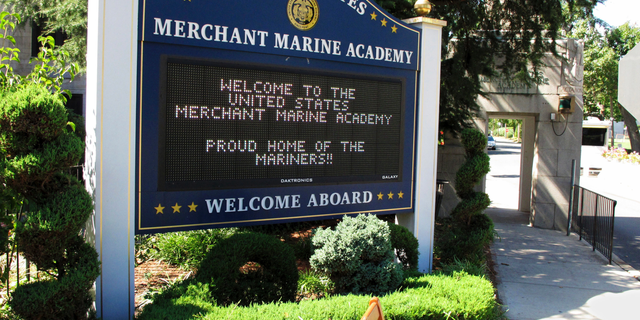 STATES
MERCHANT MARINE ACADEMY
WELCOME TO THE
UNITED STATES
MERCHANT MARINE ACADEMY
PROUD HOME OF THE
MARINERS!!
DAKTRONICS GALAXY
WELCOME ABOARD